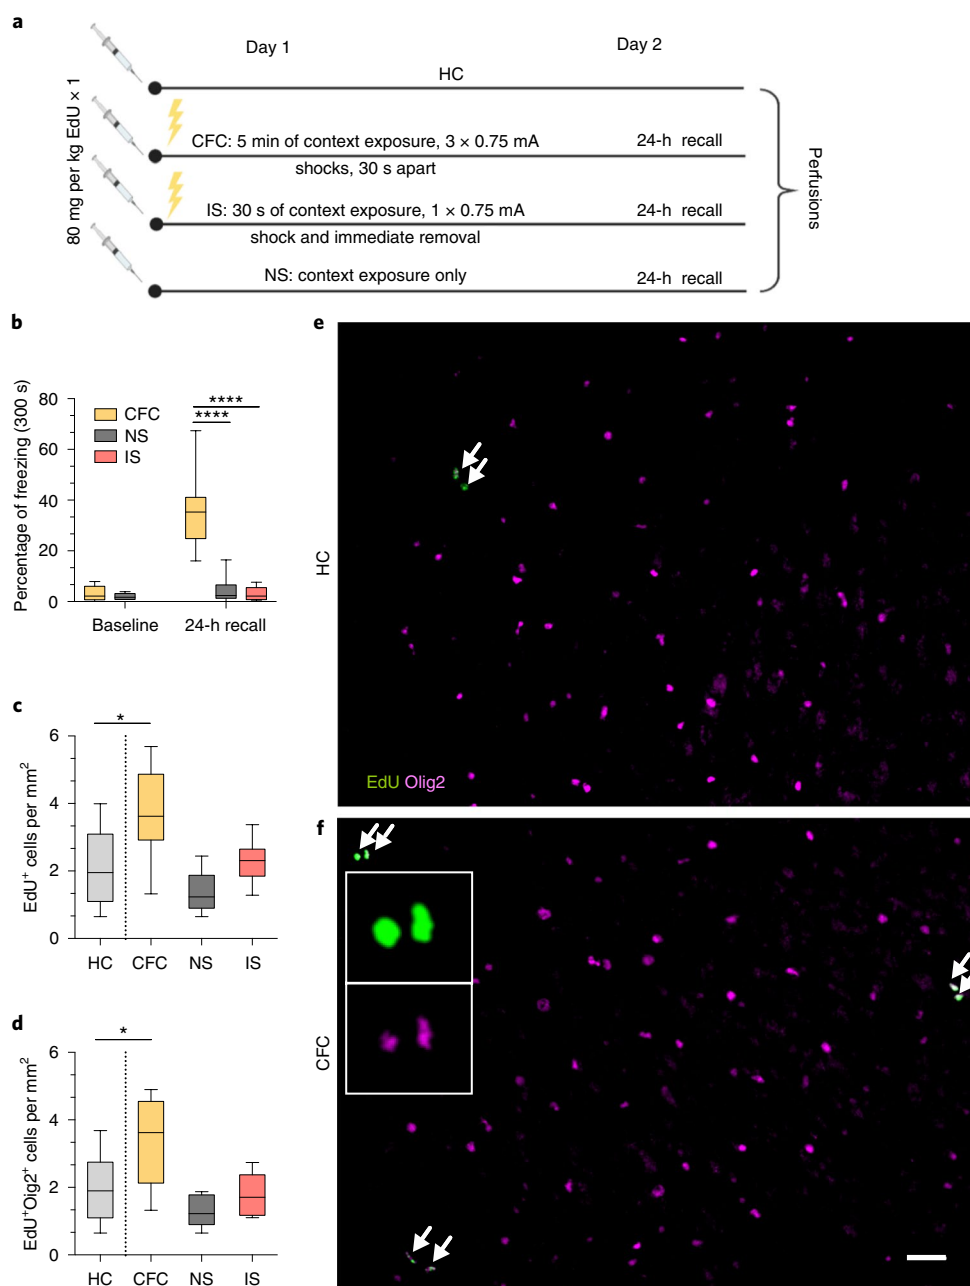 a
Day 1
Day 2
80 mg per kg EdU × 1
HC
CFC: 5 min of context exposure, 3 × 0.75 mA
shocks, 30 s apart
24-h recall
IS: 30 s of context exposure, 1 × 0.75 mA
shock and immediate removal
24-h recall
NS: context exposure only
24-h recall
Perfusions
b
Percentage of freezing (300 s)
80
60
40
20
0
CFC
NS
IS
****
****
Baseline
24-h recall
c
EdU⁺ cells per mm²
6
4
2
0
*
HC
CFC
NS
IS
d
EdU⁺Oig2⁺ cells per mm²
6
4
2
0
*
HC
CFC
NS
IS
e
HC
EdU Olig2
f
CFC